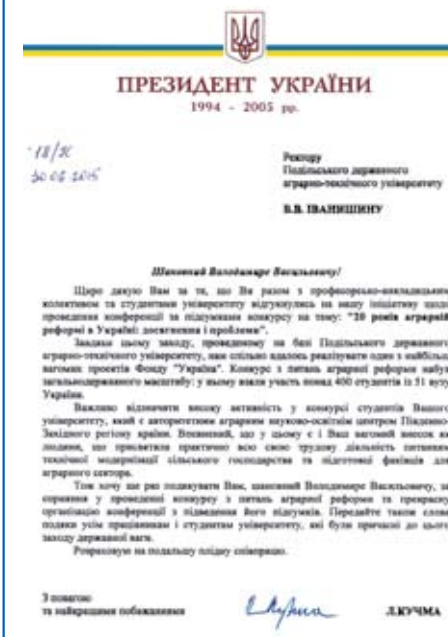 ПРЕЗИДЕНТ УКРАЇНИ
1994 - 2005 рр.
18/
Ректору
Подільського державного
аграрно-технічного університету
В.В. ІВАНИШИНУ
Шановний Володимире Васильовичу!
Щиро дякую Вам за те, що Ви разом з професорсько-викладацьким
колективом та студентами університету відгукнулись на нашу ініціативу щодо
проведення конференції за підсумками конкурсу на тему: "20 років аграрній
реформі в Україні: досягнення і проблеми".
Завдяки цьому заходу, проведеному на базі Подільського державного
аграрно-технічного університету, нам спільно вдалось реалізувати один з найбільш
вагомих проектів Фонду "Україна". Конкурс з питань аграрної реформи набув
загальнодержавного масштабу: у ньому взяли участь понад 400 студентів із 51 вузу
України.
Важливо відзначити високу активність у конкурсі студентів Вашого
університету, який є авторитетним аграрним науково-освітнім центром Південно-
Західного регіону країни. Впевнений, що у цьому є і Ваш вагомий внесок як
людини, що присвятила практично всю свою трудову діяльність питанням
технічної модернізації сільського господарства та підготовці фахівців для
аграрного сектора.
Тож хочу ще раз подякувати Вам, шановний Володимире Васильовичу, за
сприяння у проведенні конкурсу з питань аграрної реформи та прекрасну
організацію конференції з підведення його підсумків. Передайте також слова
подяки усім працівникам і студентам університету, які були причасні до цього
заходу державної ваги.
Розраховую на подальшу плідну співпрацю.
З повагою
та найкращими побажаннями
Л.КУЧМА